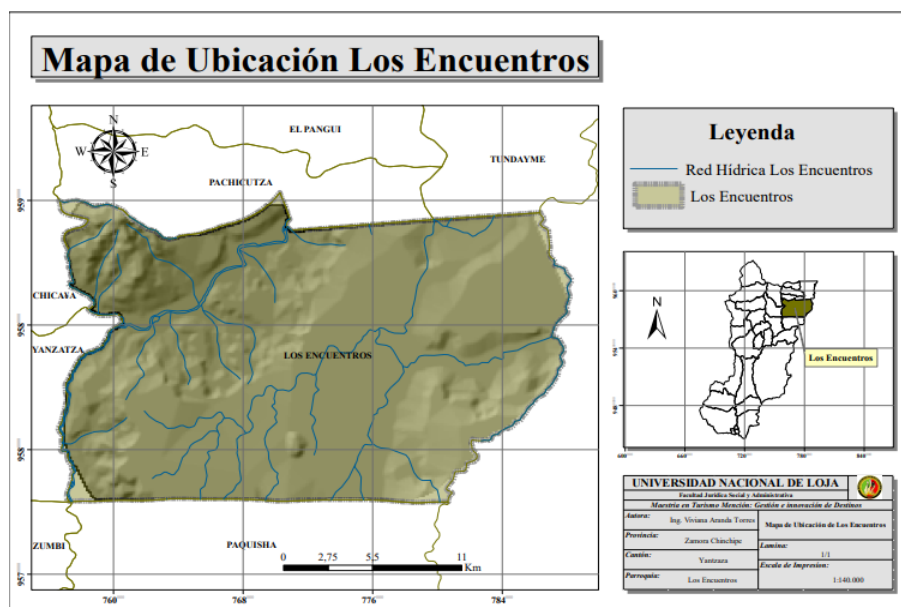 Mapa de Ubicación Los Encuentros
N
W
E
S
EL PANGUI
TUNDAYME
PACHICUTZA
CHICAÑA
YANZATZA
LOS ENCUENTROS
ZUMBI
PAQUISHA
0 2,75 5,5 11
Km
760 768 776 784
Leyenda
Red Hídrica Los Encuentros
Los Encuentros
N
Los Encuentros
UNIVERSIDAD NACIONAL DE LOJA
Facultad Jurídica Social y Administrativa
Maestría en Turismo Mención: Gestión e innovación de Destinos
Autora: Ing. Viviana Aranda Torres
Mapa de Ubicación de Los Encuentros
Provincia: Zamora Chinchipe
Lamina: 1/1
Cantón: Yantzaza
Escala de Impresion: 1:140.000
Parroquia: Los Encuentros